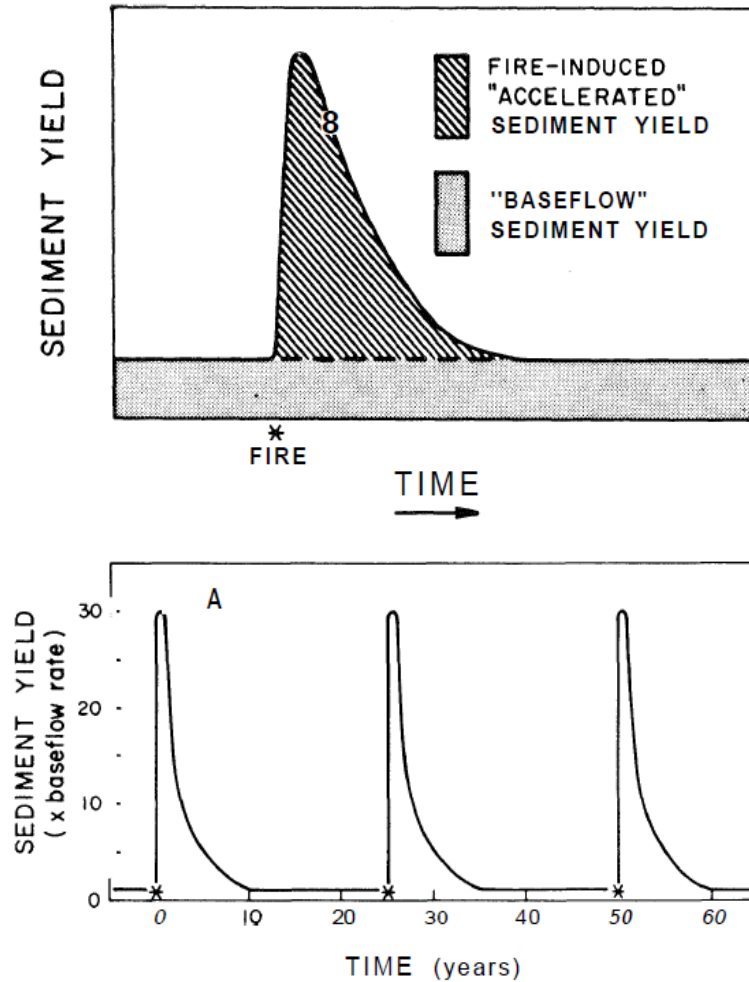 SEDIMENT YIELD
FIRE-INDUCED
"ACCELERATED"
SEDIMENT YIELD
"BASEFLOW"
SEDIMENT YIELD
8
*
FIRE
TIME
SEDIMENT YIELD
(x baseflow rate)
A
30
20
10
0
* * *
0 10 20 30 40 50 60
TIME (years)